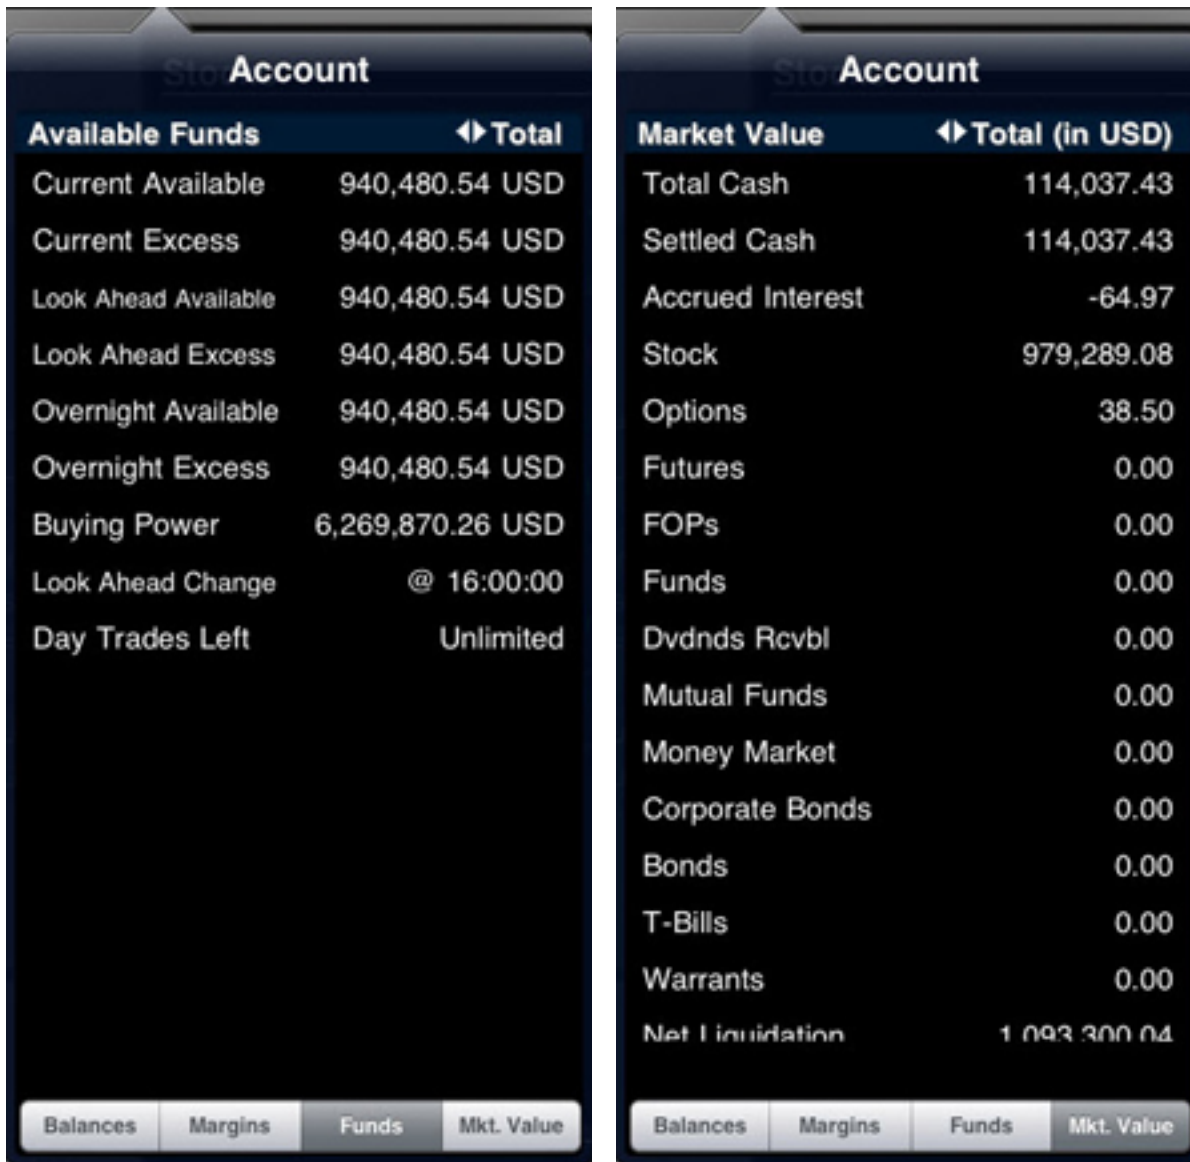 Account
Available Funds Total
Current Available 940,480.54 USD
Current Excess 940,480.54 USD
Look Ahead Available 940,480.54 USD
Look Ahead Excess 940,480.54 USD
Overnight Available 940,480.54 USD
Overnight Excess 940,480.54 USD
Buying Power 6,269,870.26 USD
Look Ahead Change @ 16:00:00
Day Trades Left Unlimited
Balances Margins Funds Mkt. Value
Account
Market Value Total (in USD)
Total Cash 114,037.43
Settled Cash 114,037.43
Accrued Interest -64.97
Stock 979,289.08
Options 38.50
Futures 0.00
FOPs 0.00
Funds 0.00
Dvdnds Rcvbl 0.00
Mutual Funds 0.00
Money Market 0.00
Corporate Bonds 0.00
Bonds 0.00
T-Bills 0.00
Warrants 0.00
Net Liquidation 1,093,300.04
Balances Margins Funds Mkt. Value